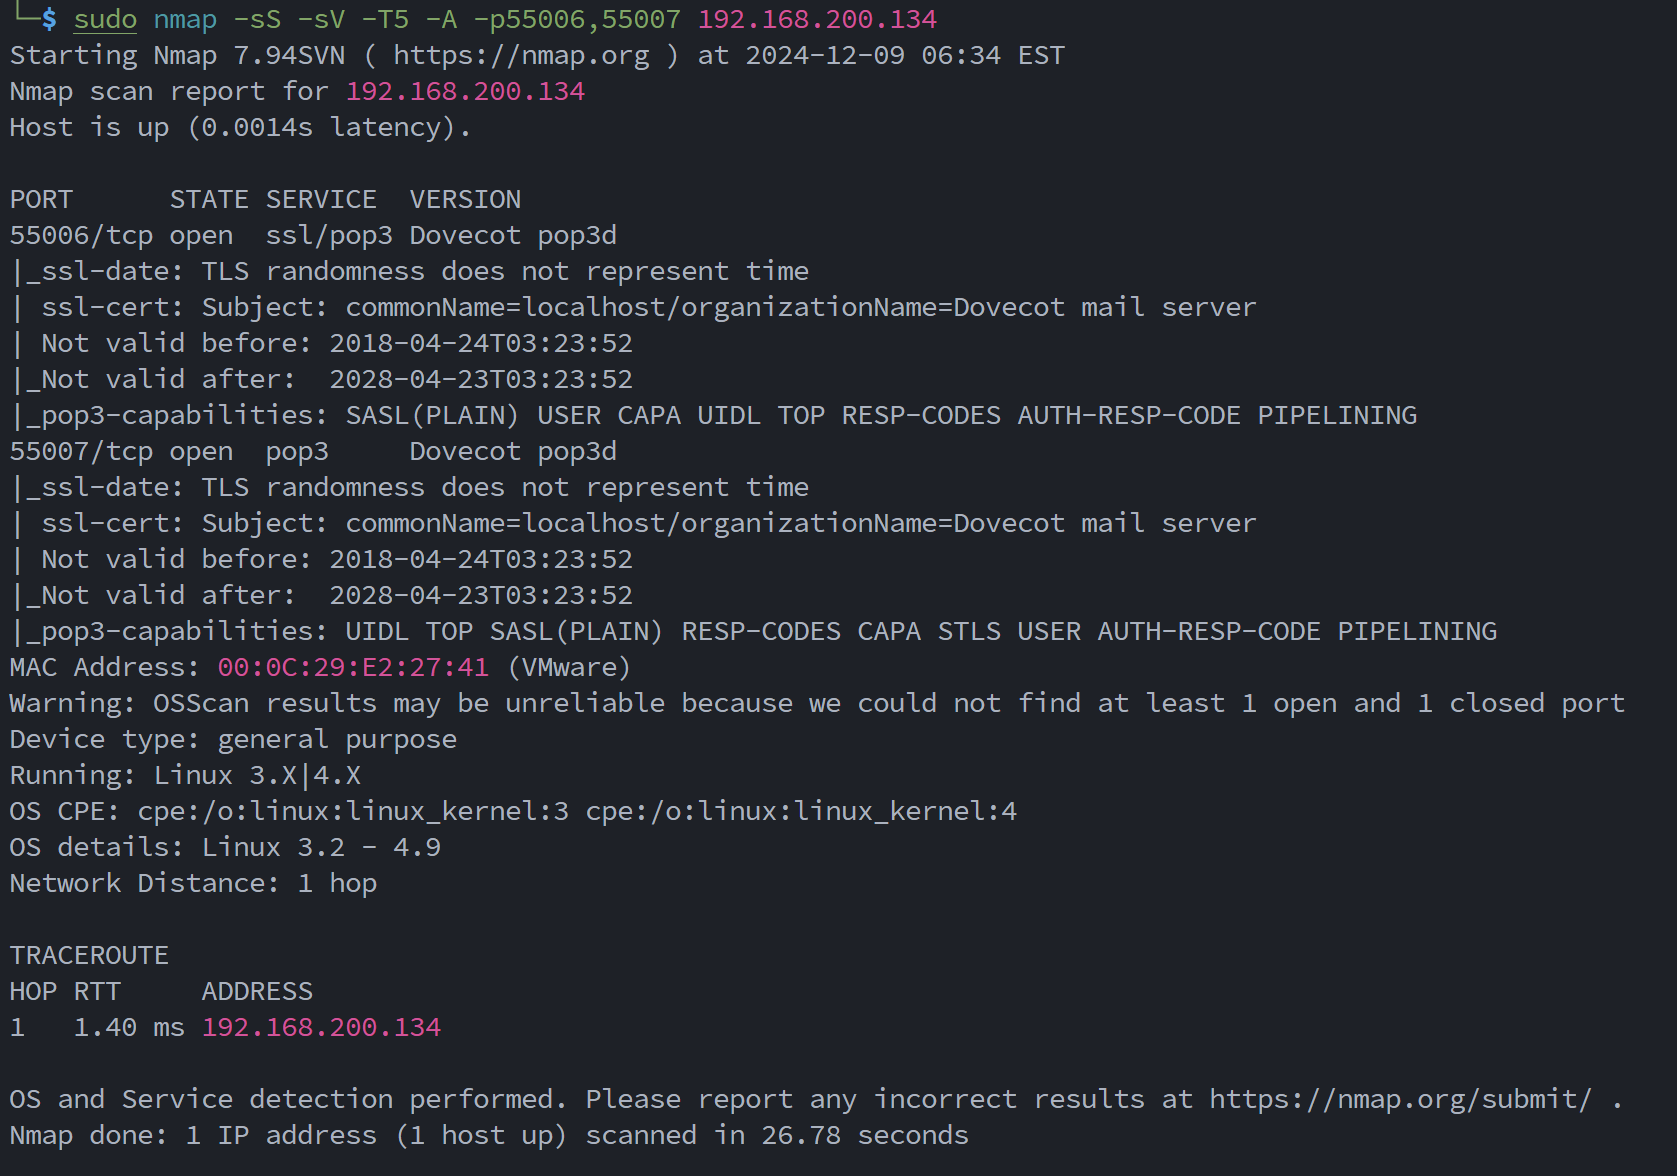 └─$ sudo nmap -sS -sV -T5 -A -p55006,55007 192.168.200.134
Starting Nmap 7.94SVN ( https://nmap.org ) at 2024-12-09 06:34 EST
Nmap scan report for 192.168.200.134
Host is up (0.0014s latency).

PORT      STATE SERVICE  VERSION
55006/tcp open  ssl/pop3 Dovecot pop3d
|_ssl-date: TLS randomness does not represent time
| ssl-cert: Subject: commonName=localhost/organizationName=Dovecot mail server
| Not valid before: 2018-04-24T03:23:52
|_Not valid after:  2028-04-23T03:23:52
|_pop3-capabilities: SASL(PLAIN) USER CAPA UIDL TOP RESP-CODES AUTH-RESP-CODE PIPELINING
55007/tcp open  pop3     Dovecot pop3d
|_ssl-date: TLS randomness does not represent time
| ssl-cert: Subject: commonName=localhost/organizationName=Dovecot mail server
| Not valid before: 2018-04-24T03:23:52
|_Not valid after:  2028-04-23T03:23:52
|_pop3-capabilities: UIDL TOP SASL(PLAIN) RESP-CODES CAPA STLS USER AUTH-RESP-CODE PIPELINING
MAC Address: 00:0C:29:E2:27:41 (VMware)
Warning: OSScan results may be unreliable because we could not find at least 1 open and 1 closed port
Device type: general purpose
Running: Linux 3.X|4.X
OS CPE: cpe:/o:linux:linux_kernel:3 cpe:/o:linux:linux_kernel:4
OS details: Linux 3.2 - 4.9
Network Distance: 1 hop

TRACEROUTE
HOP RTT     ADDRESS
1   1.40 ms 192.168.200.134

OS and Service detection performed. Please report any incorrect results at https://nmap.org/submit/ .
Nmap done: 1 IP address (1 host up) scanned in 26.78 seconds